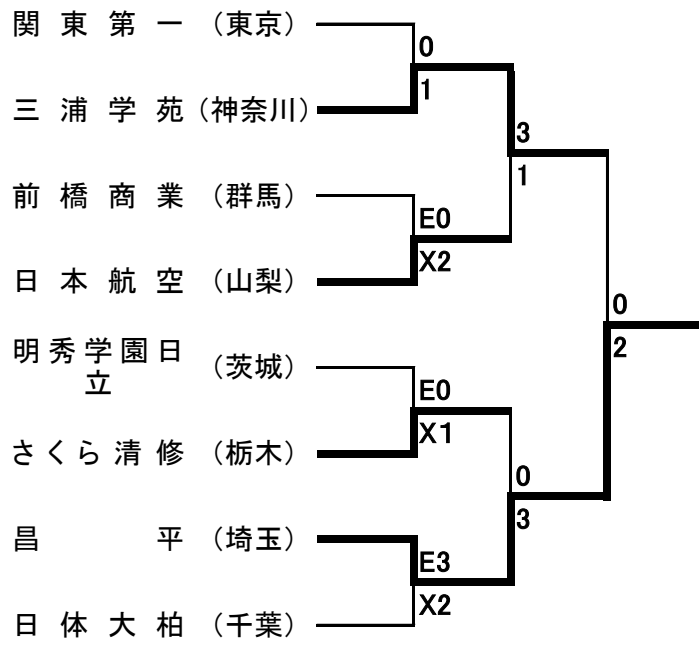 関東第一（東京）
0
1
三浦学苑（神奈川）
3
1
前橋商業（群馬）
E0
X2
日本航空（山梨）
0
2
明秀学園日
立
（茨城）
E0
X1
さくら清修（栃木）
0
3
昌平（埼玉）
E3
X2
日体大柏（千葉）